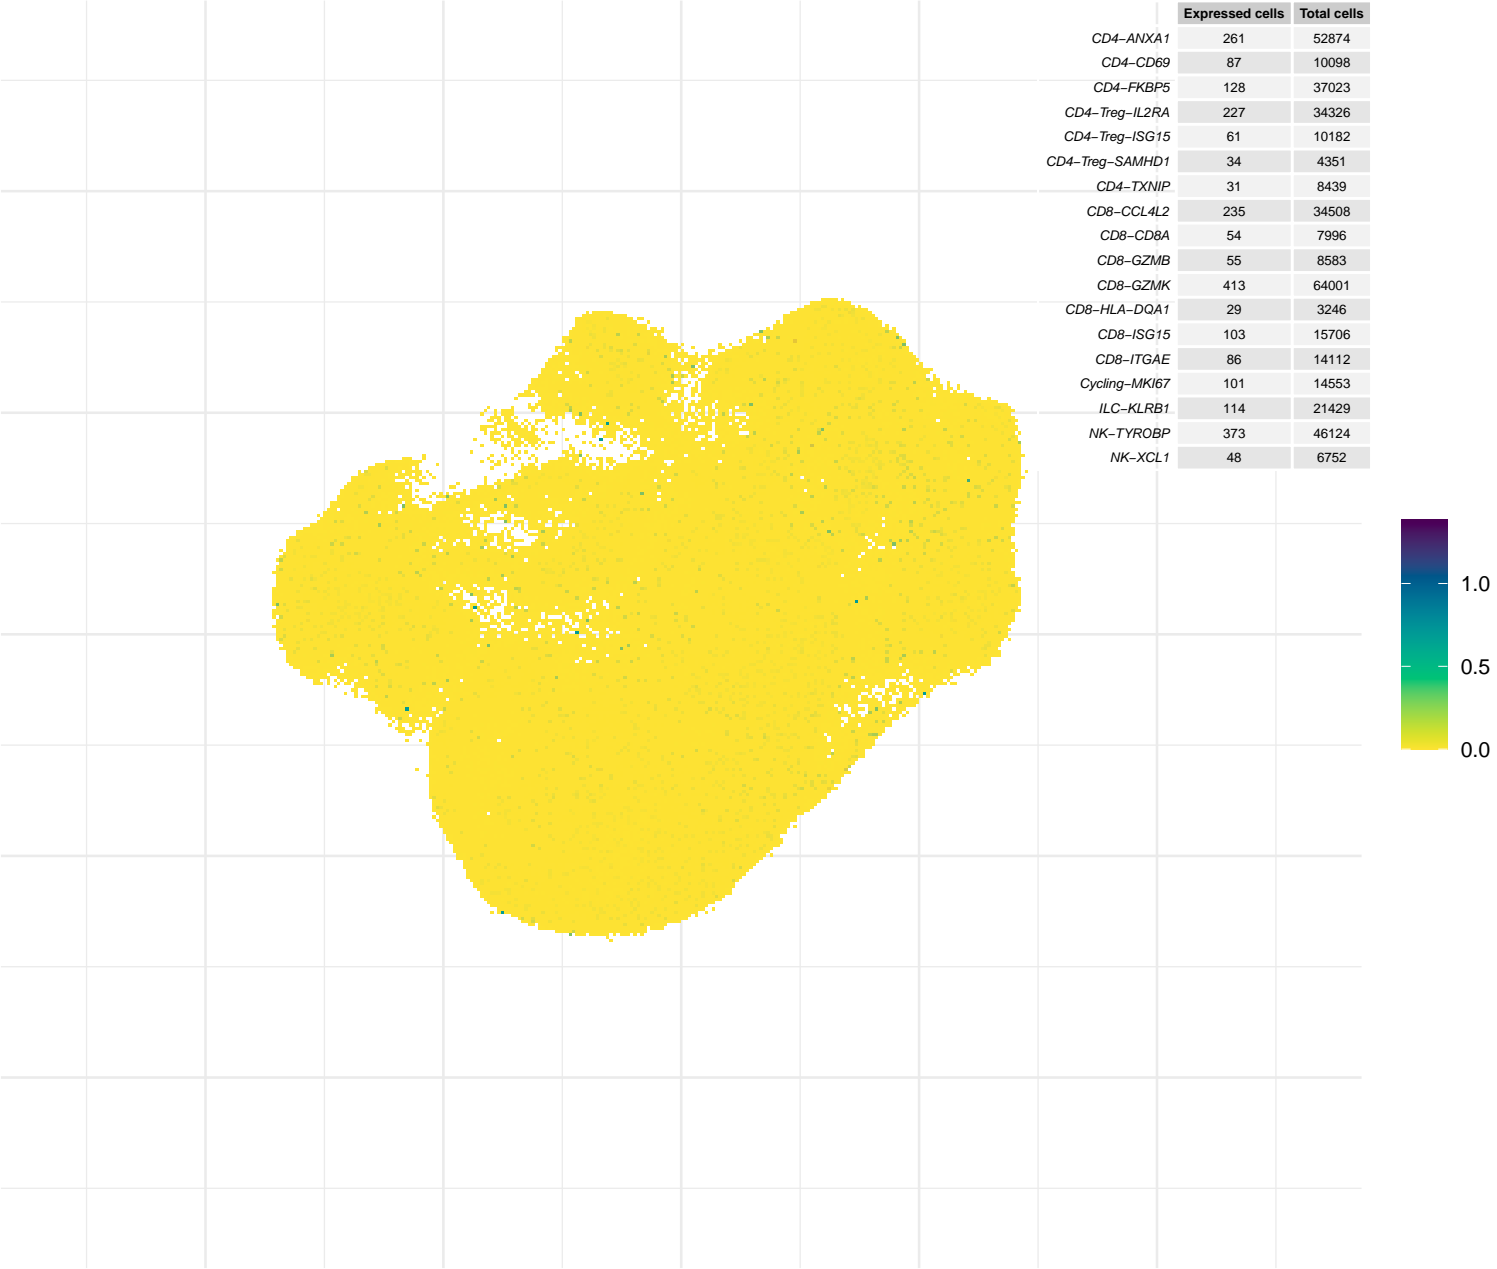 Expressed cells Total cells
CD4−ANXA1 261 52874
CD4−CD69 87 10098
CD4−FKBP5 128 37023
CD4−Treg−IL2RA 227 34326
CD4−Treg−ISG15 61 10182
CD4−Treg−SAMHD1 34 4351
CD4−TXNIP 31 8439
CD8−CCL4L2 235 34508
CD8−CD8A 54 7996
CD8−GZMB 55 8583
CD8−GZMK 413 64001
CD8−HLA−DQA1 29 3246
CD8−ISG15 103 15706
CD8−ITGAE 86 14112
Cycling−MKI67 101 14553
ILC−KLRB1 114 21429
NK−TYROBP 373 46124
NK−XCL1 48 6752
1.0
0.5
0.0